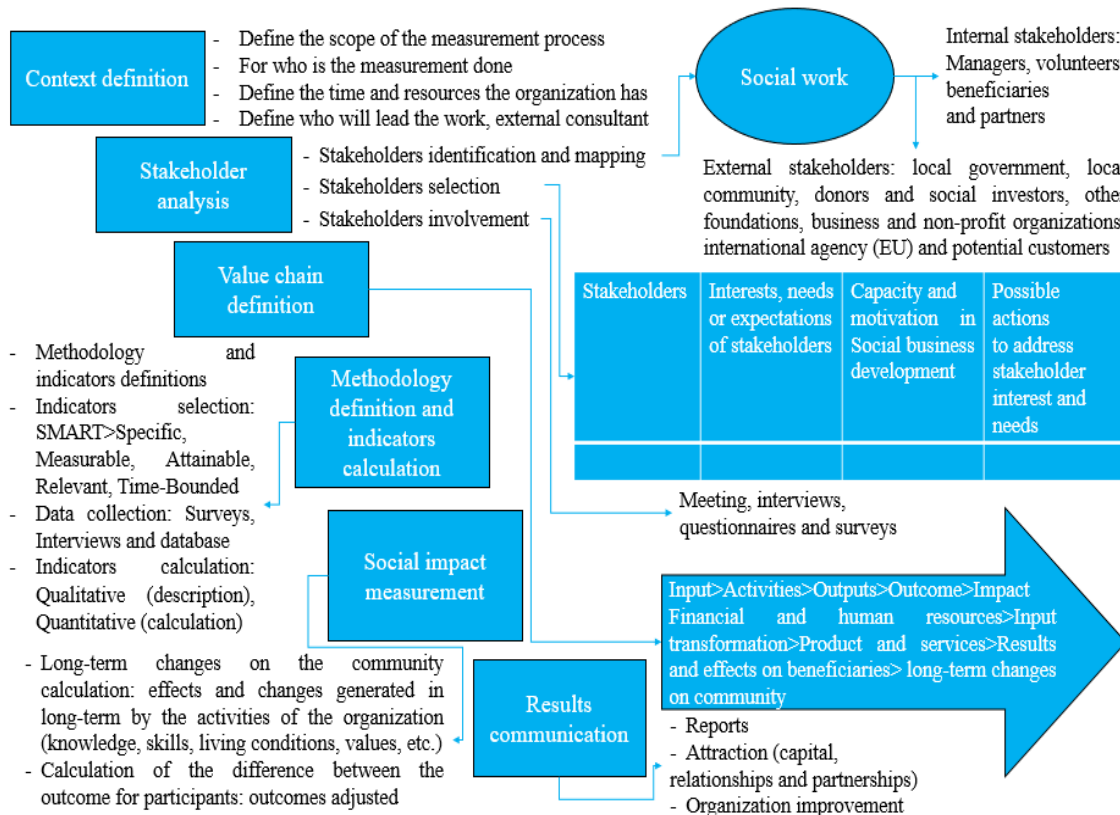 Context definition
- Define the scope of the measurement process
- For who is the measurement done
- Define the time and resources the organization has
- Define who will lead the work, external consultant
Social work
Internal stakeholders:
Managers, volunteers
beneficiaries
and partners
Stakeholder
analysis
- Stakeholders identification and mapping
- Stakeholders selection
- Stakeholders involvement
External stakeholders: local government, loca
community, donors and social investors, othe
foundations, business and non-profit organizations
international agency (EU) and potential customers
Value chain
definition
Stakeholders
Interests, needs
or expectations
of stakeholders
Capacity and
motivation in
Social business
development
Possible
actions
to address
stakeholder
interest and
needs
- Methodology and
indicators definitions
- Indicators selection:
SMART>Specific,
Measurable, Attainable,
Relevant, Time-Bounded
- Data collection: Surveys,
Interviews and database
- Indicators calculation:
Qualitative (description),
Quantitative (calculation)
Methodology
definition and
indicators
calculation
Meeting, interviews,
questionnaires and surveys
Social impact
measurement
Input>Activities>Outputs>Outcome>Impact
Financial and human resources>Input
transformation>Product and services>Results
and effects on beneficiaries> long-term changes
on community
- Long-term changes on the community
calculation: effects and changes generated in
long-term by the activities of the organization
(knowledge, skills, living conditions, values, etc.)
- Calculation of the difference between the
outcome for participants: outcomes adjusted
Results
communication
- Reports
- Attraction (capital,
relationships and partnerships)
- Organization improvement